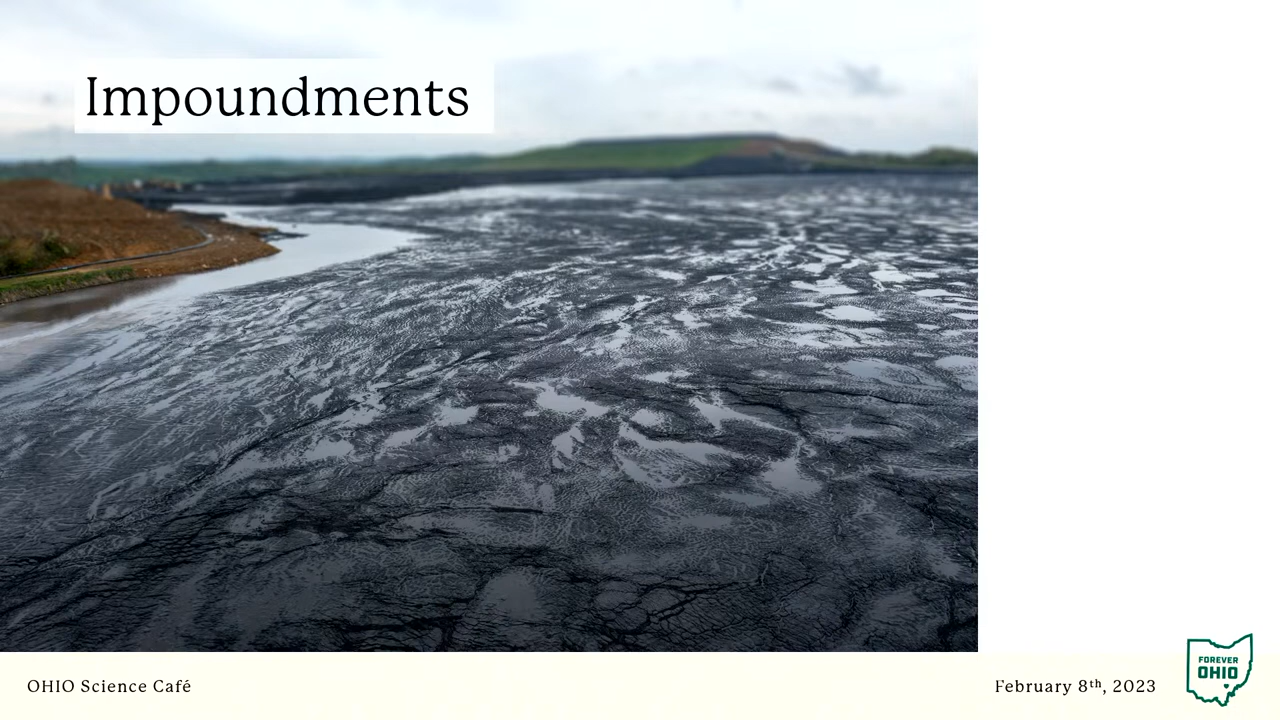 Impoundments
OHIO Science Café
February 8ᵗʰ, 2023
FOREVER
OHIO